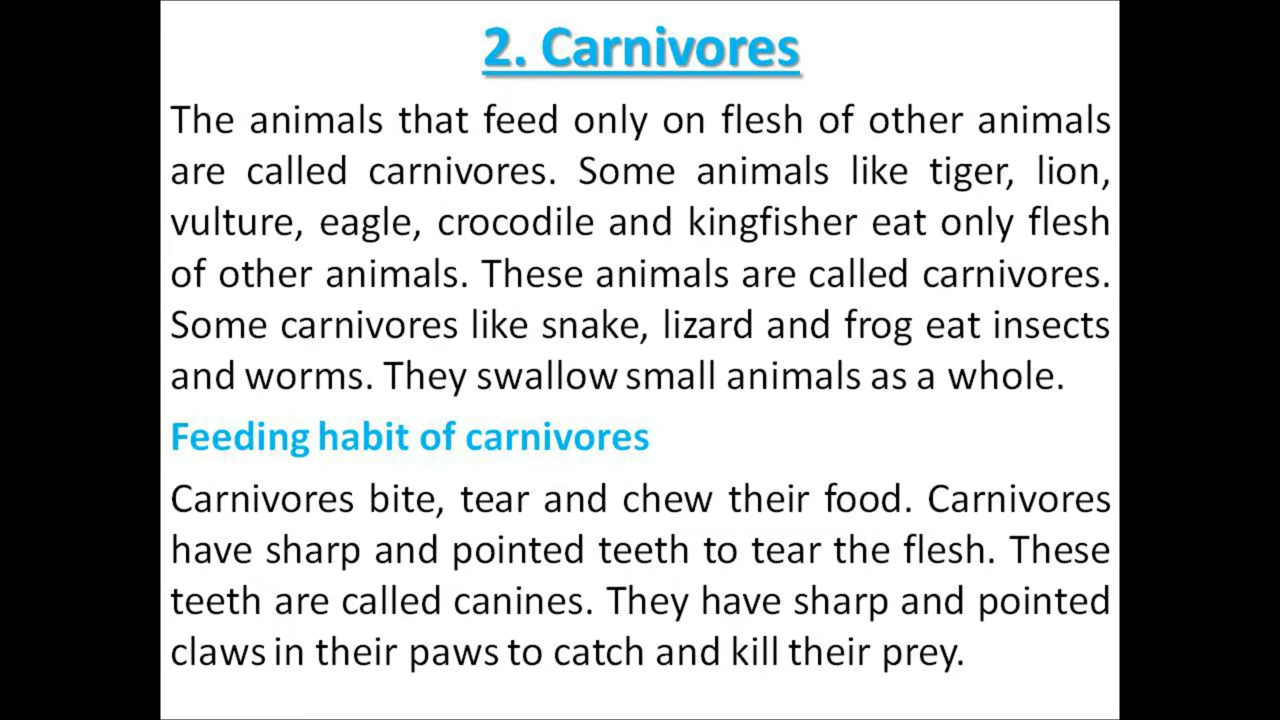 2. Carnivores
The animals that feed only on flesh of other animals
are called carnivores. Some animals like tiger, lion,
vulture, eagle, crocodile and kingfisher eat only flesh
of other animals. These animals are called carnivores.
Some carnivores like snake, lizard and frog eat insects
and worms. They swallow small animals as a whole.
Feeding habit of carnivores
Carnivores bite, tear and chew their food. Carnivores
have sharp and pointed teeth to tear the flesh. These
teeth are called canines. They have sharp and pointed
claws in their paws to catch and kill their prey.